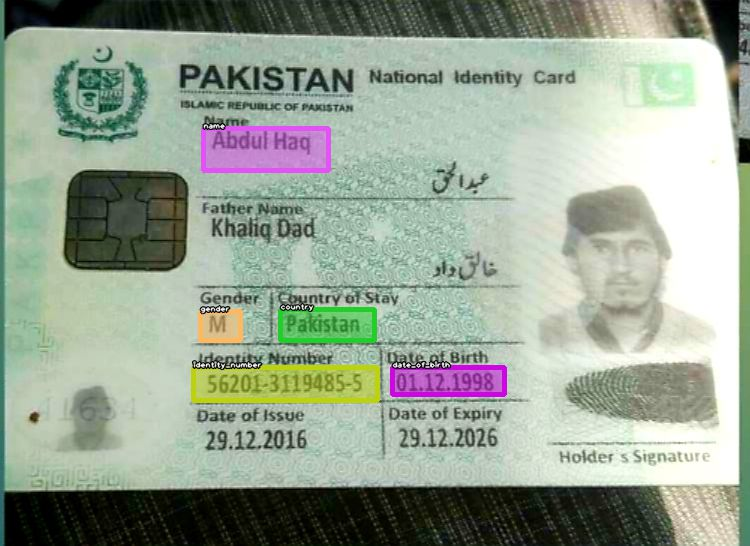 PAKISTAN National Identity Card
ISLAMIC REPUBLIC OF PAKISTAN
Name
name
Abdul Haq
عبدالحق
Father Name
Khaliq Dad
خالق داد
Gender Country of Stay
gender country
M Pakistan
Identity Number Date of Birth
identity_number date_of_birth
56201-3119485-5 01.12.1998
Date of Issue Date of Expiry
29.12.2016 29.12.2026
Holder s Signature